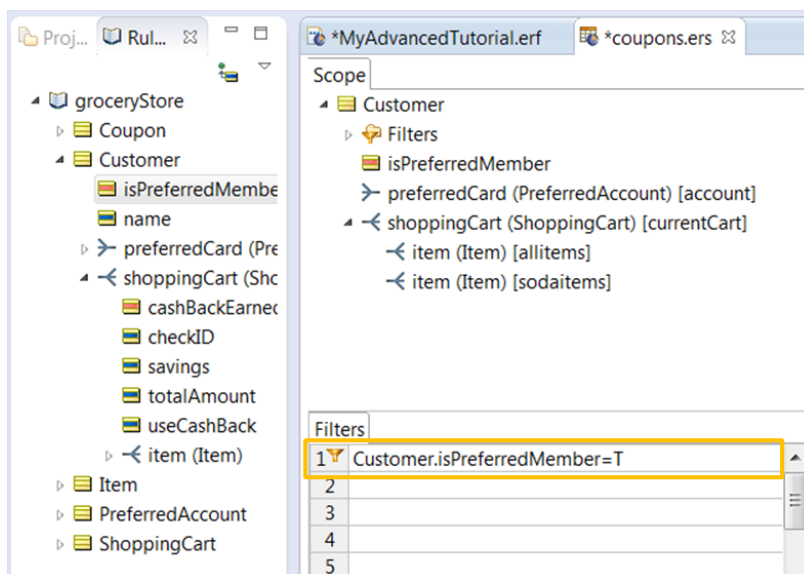 Proj...
Rul...
groceryStore
Coupon
Customer
isPreferredMembe
name
preferredCard (Pre
shoppingCart (Sho
cashBackEarned
checkID
savings
totalAmount
useCashBack
item (Item)
Item
PreferredAccount
ShoppingCart
*MyAdvancedTutorial.erf
*coupons.ers
Scope
Customer
Filters
isPreferredMember
preferredCard (PreferredAccount) [account]
shoppingCart (ShoppingCart) [currentCart]
item (Item) [allitems]
item (Item) [sodaitems]
Filters
1 Customer.isPreferredMember=T
2
3
4
5